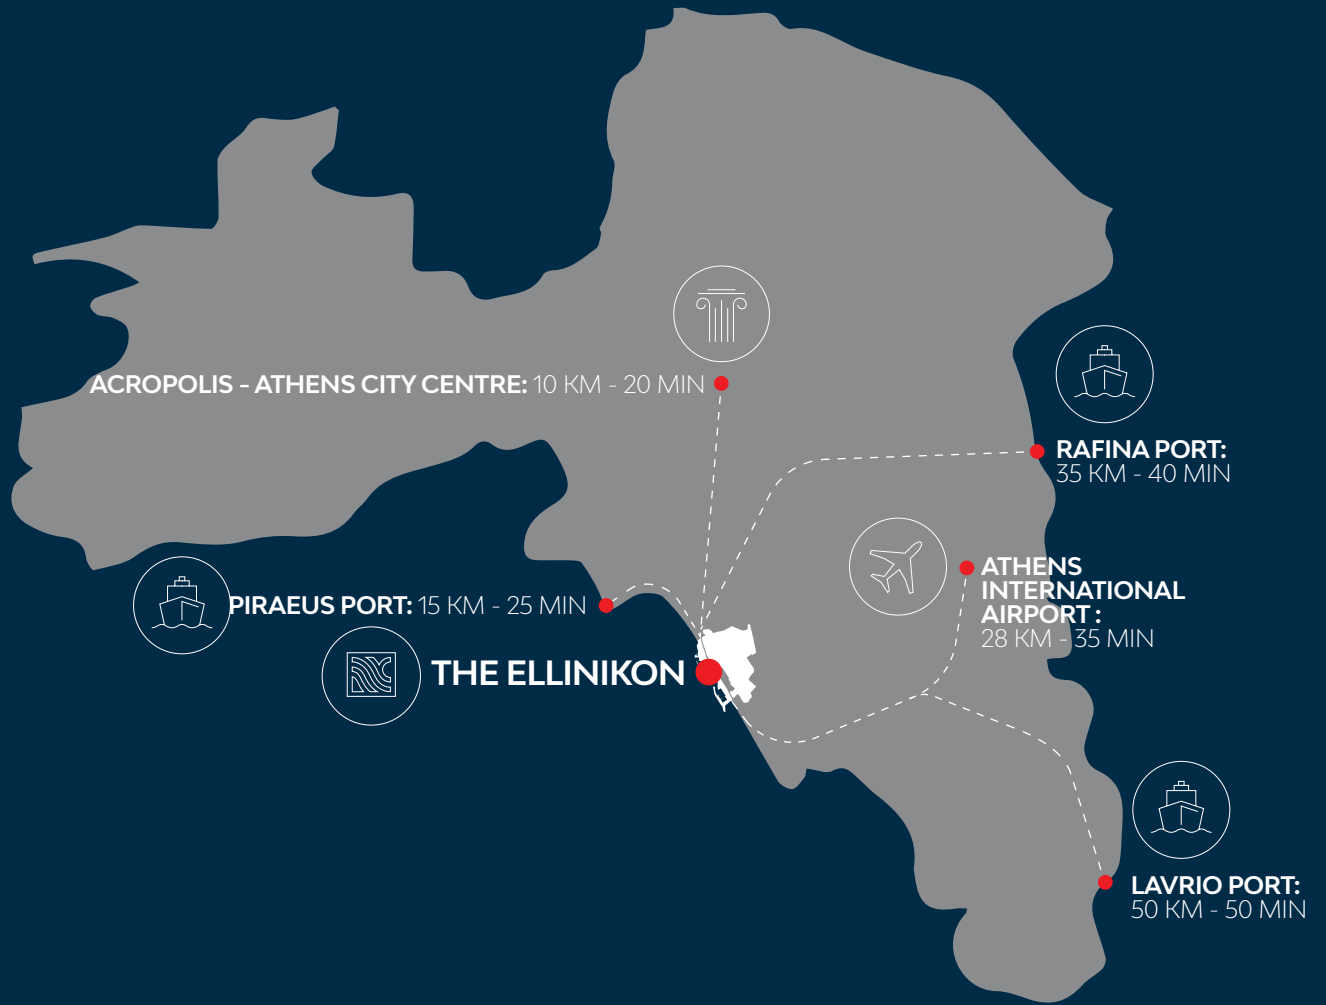 ACROPOLIS - ATHENS CITY CENTRE: 10 KM - 20 MIN
RAFINA PORT:
35 KM - 40 MIN
ATHENS
INTERNATIONAL
AIRPORT :
28 KM - 35 MIN
PIRAEUS PORT: 15 KM - 25 MIN
THE ELLINIKON
LAVRIO PORT:
50 KM - 50 MIN